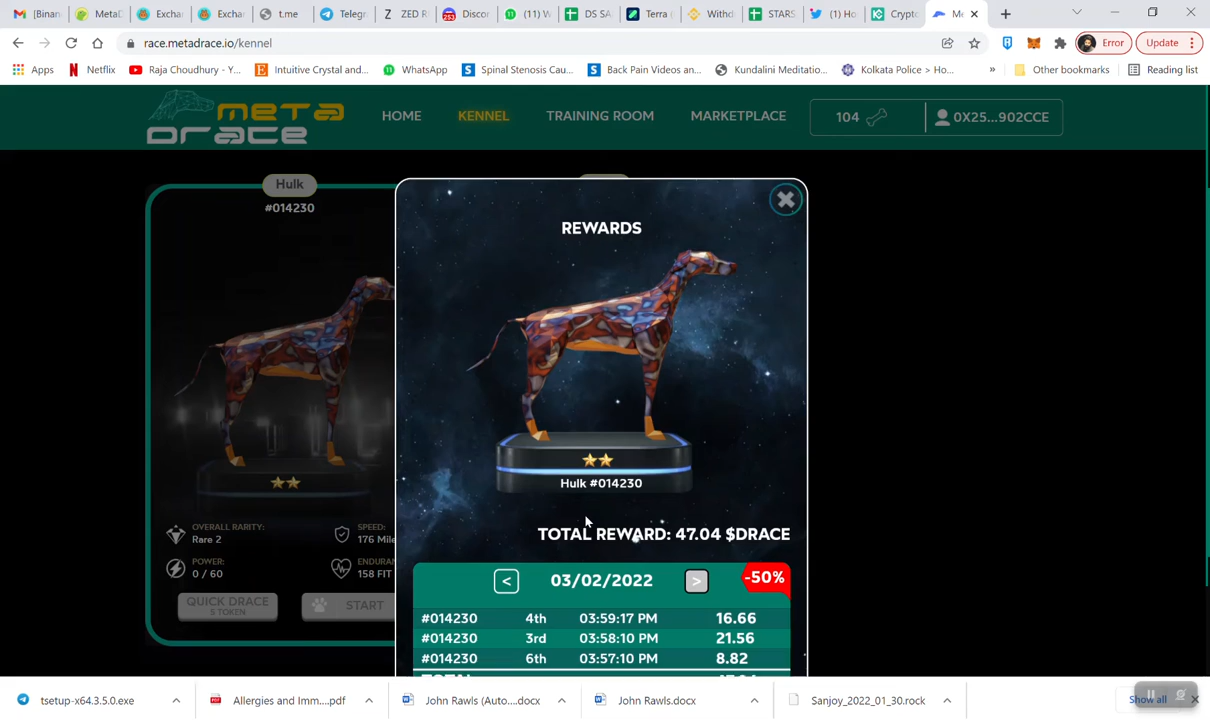 [Binan
MetaD
Exchan
Exchan
t.me
Telegr
Z ZED R
Discor
(11) W
DS SA
Terra
Withd
STARS
(1) Ho
Crypto
Me
race.metadrace.io/kennel
Error
Update
Apps
Netflix
Raja Choudhury - Y...
Intuitive Crystal and...
WhatsApp
Spinal Stenosis Cau...
Back Pain Videos an...
Kundalini Meditatio...
Kolkata Police > Ho...
»
Other bookmarks
Reading list
META DRACE
HOME
KENNEL
TRAINING ROOM
MARKETPLACE
104
0X25...902CCE
Hulk
#014230
REWARDS
Hulk #014230
TOTAL REWARD: 47.04 $DRACE
OVERALL RARITY:
Rare 2
SPEED:
176 Mile
POWER:
0 / 60
ENDURAN
158 FIT
QUICK DRACE
5 TOKEN
START
< 03/02/2022 >
-50%
#014230 4th 03:59:17 PM 16.66
#014230 3rd 03:58:10 PM 21.56
#014230 6th 03:57:10 PM 8.82
tsetup-x64.3.5.0.exe
Allergies and Imm....pdf
John Rawls (Auto....docx
John Rawls.docx
Sanjoy_2022_01_30.rock
Show all